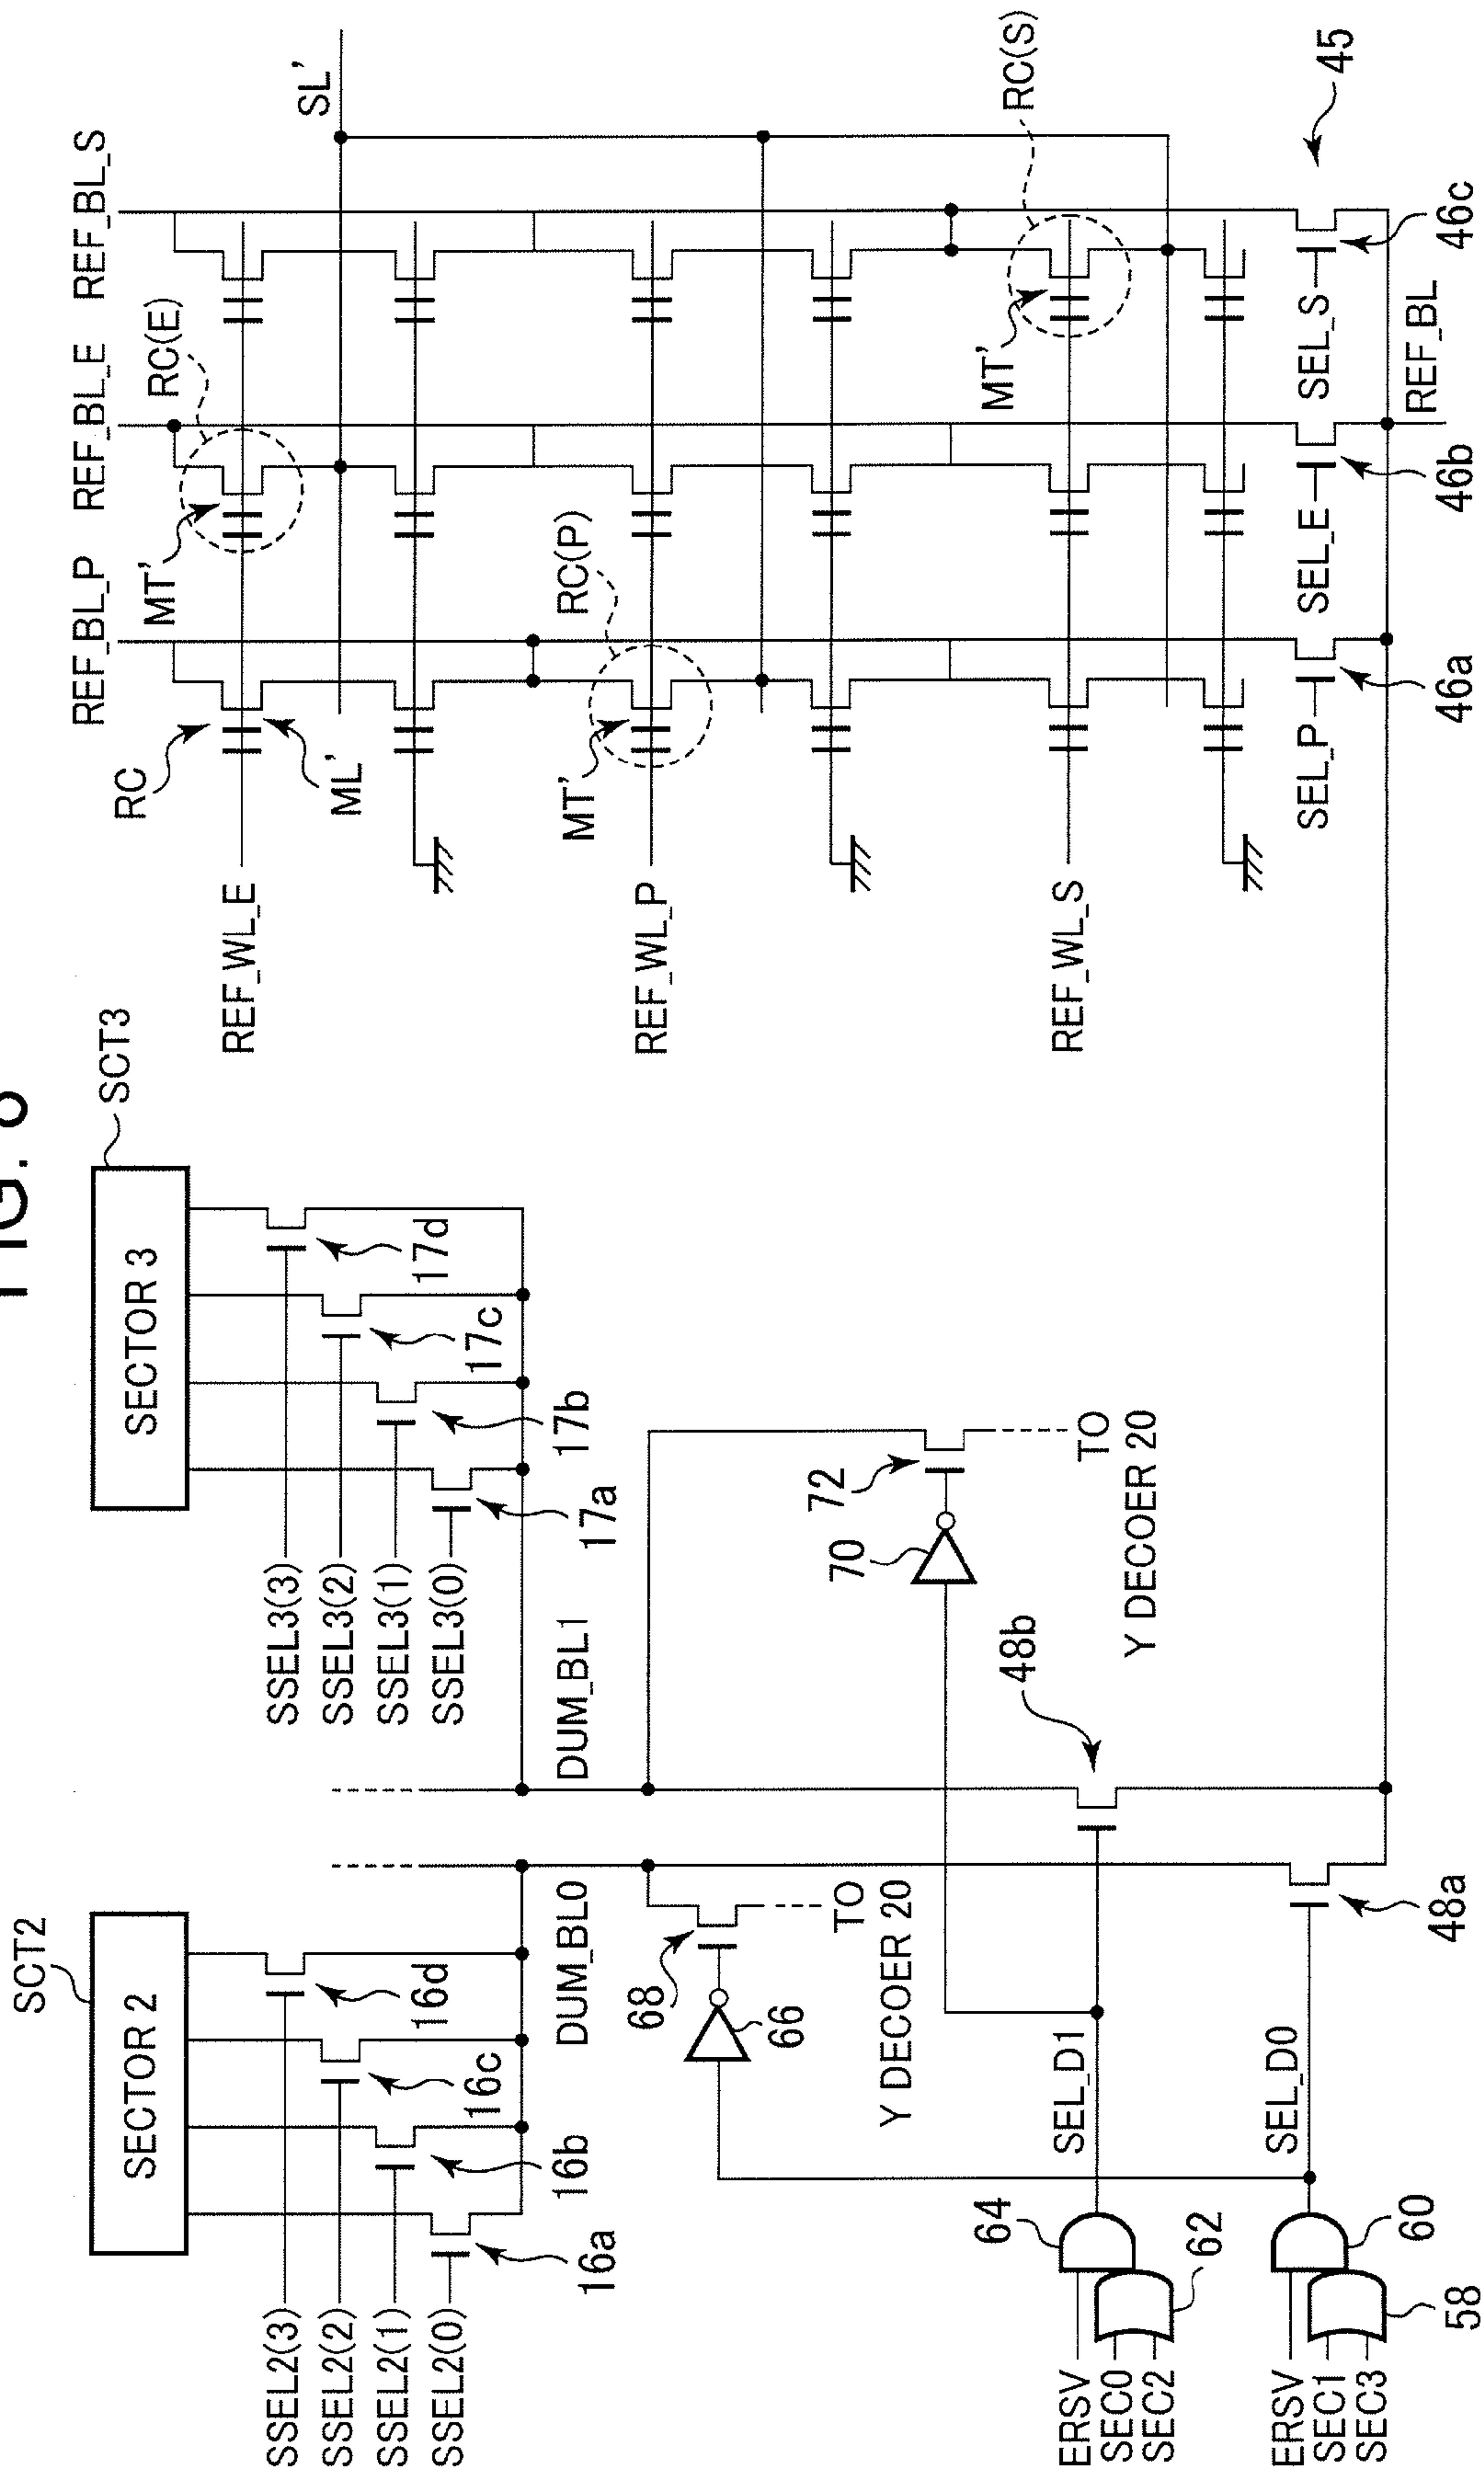 FIG. 8
SCT2
SECTOR 2
SSEL2(3)
SSEL2(2)
SSEL2(1)
SSEL2(0)
16d
16c
16b
16a
DUM_BL0
SCT3
SECTOR 3
SSEL3(3)
SSEL3(2)
SSEL3(1)
SSEL3(0)
17d
17c
17b
17a
DUM_BL1
68
66
TO
Y DECOER 20
72
70
TO
Y DECOER 20
48b
48a
SEL_D1
SEL_D0
64
62
60
58
ERSV
SEC0
SEC2
ERSV
SEC1
SEC3
REF_BL_P
REF_BL_E
REF_BL_S
SL'
RC
ML'
MT'
RC(E)
MT'
RC(P)
MT'
RC(S)
REF_WL_E
REF_WL_P
REF_WL_S
SEL_P
SEL_E
SEL_S
46a
46b
46c
45
REF_BL